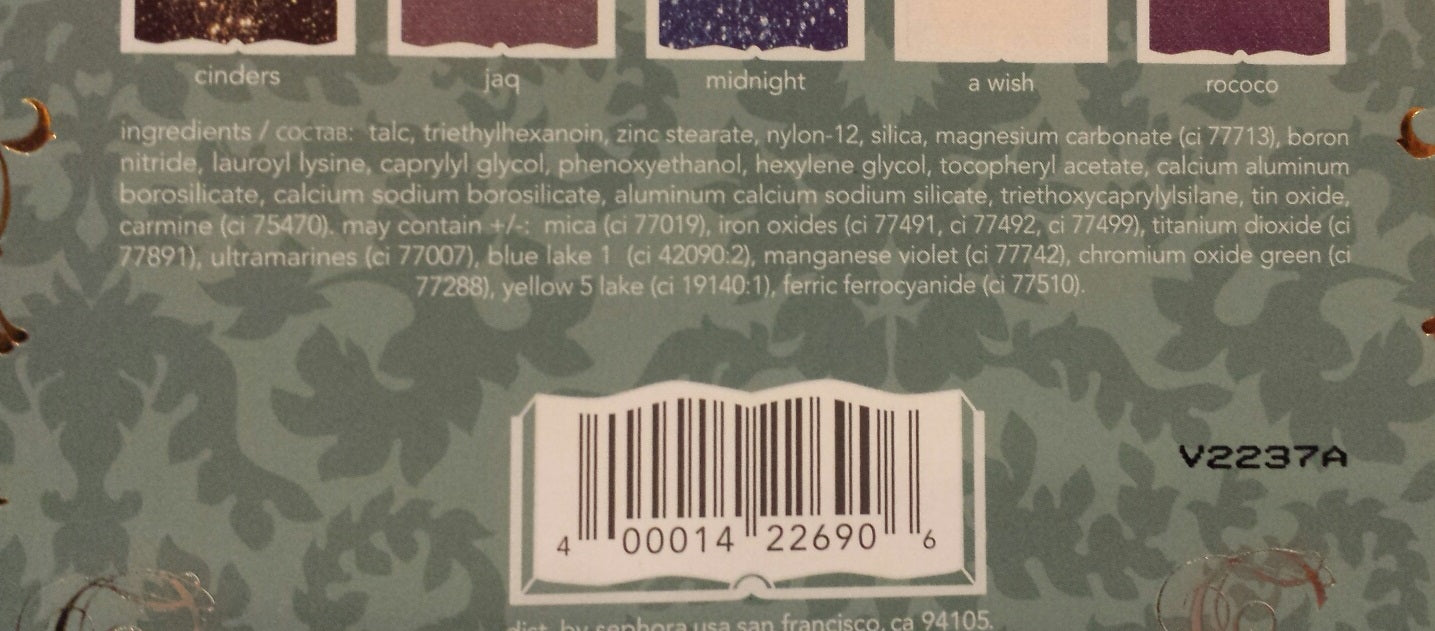 cinders jaq midnight a wish rococo
ingredients / состав: talc, triethylhexanoin, zinc stearate, nylon-12, silica, magnesium carbonate (ci 77713), boron
nitride, lauroyl lysine, caprylyl glycol, phenoxyethanol, hexylene glycol, tocopheryl acetate, calcium aluminum
borosilicate, calcium sodium borosilicate, aluminum calcium sodium silicate, triethoxycaprylylsilane, tin oxide,
carmine (ci 75470). may contain +/-: mica (ci 77019), iron oxides (ci 77491, ci 77492, ci 77499), titanium dioxide (ci
77891), ultramarines (ci 77007), blue lake 1 (ci 42090:2), manganese violet (ci 77742), chromium oxide green (ci
77288), yellow 5 lake (ci 19140:1), ferric ferrocyanide (ci 77510).
V2237A
4 00014 22690 6
dist. by sephora usa san francisco, ca 94105.